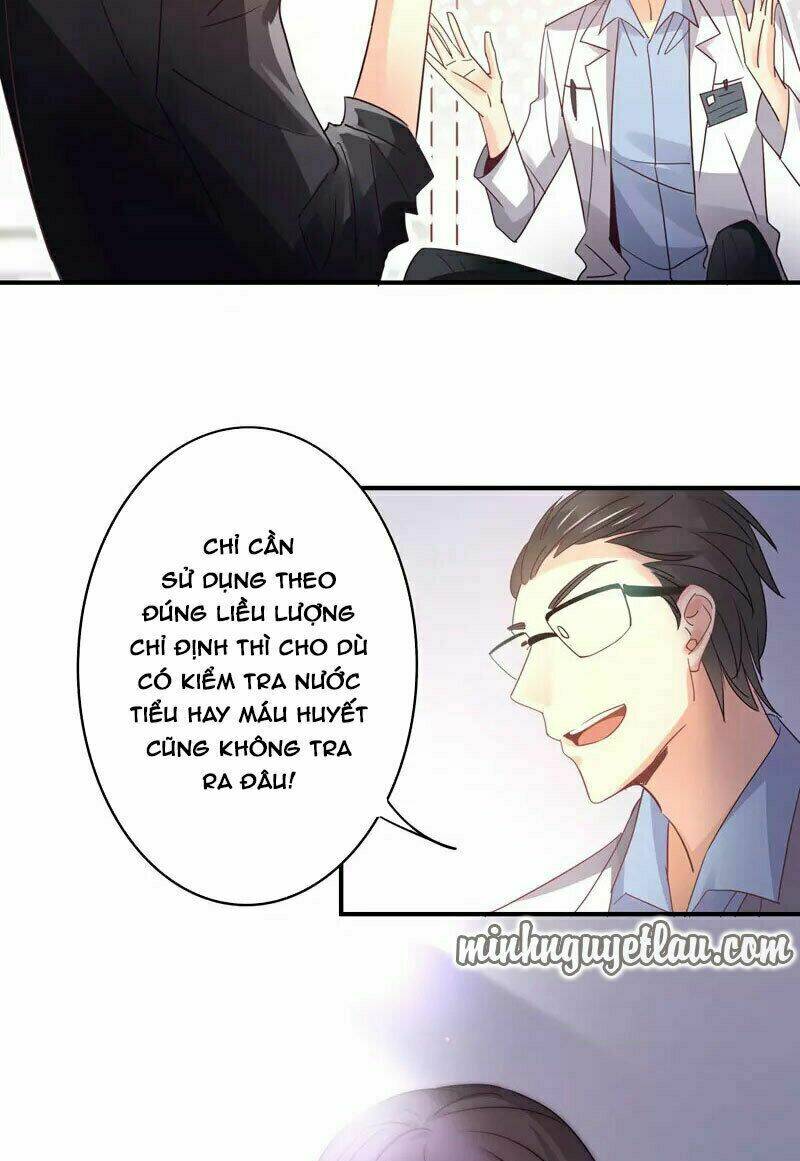 CHỈ CẦN
SỬ DỤNG THEO
ĐÚNG LIỀU LƯỢNG
CHỈ ĐỊNH THÌ CHO DÙ
CÓ KIỂM TRA NƯỚC
TIỂU HAY MÁU HUYẾT
CŨNG KHÔNG TRA
RA ĐÂU!
minhnguyetlau.com